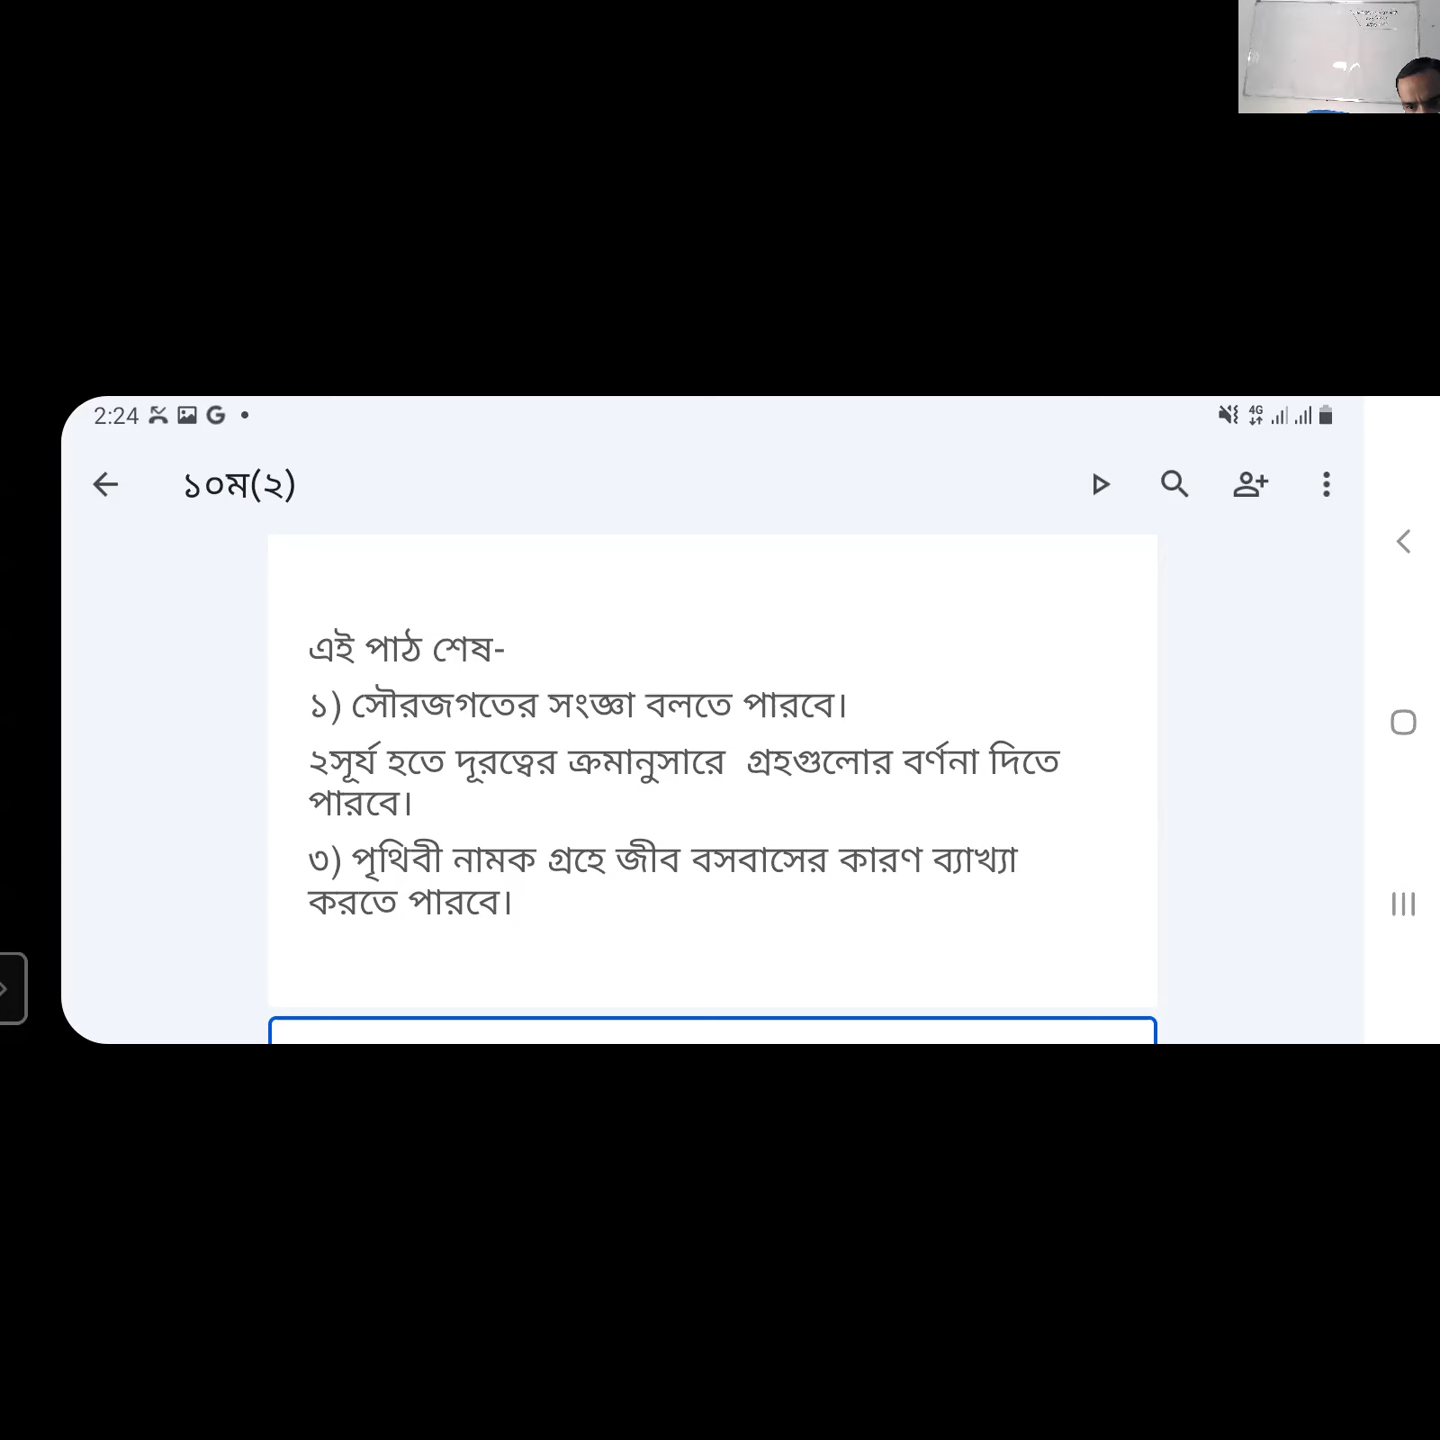 2:24
4G
১০ম(২)
এই পাঠ শেষ-
১) সৌরজগতের সংজ্ঞা বলতে পারবে।
২সূর্য হতে দূরত্বের ক্রমানুসারে গ্রহগুলোর বর্ণনা দিতে
পারবে।
৩) পৃথিবী নামক গ্রহে জীব বসবাসের কারণ ব্যাখ্যা
করতে পারবে।